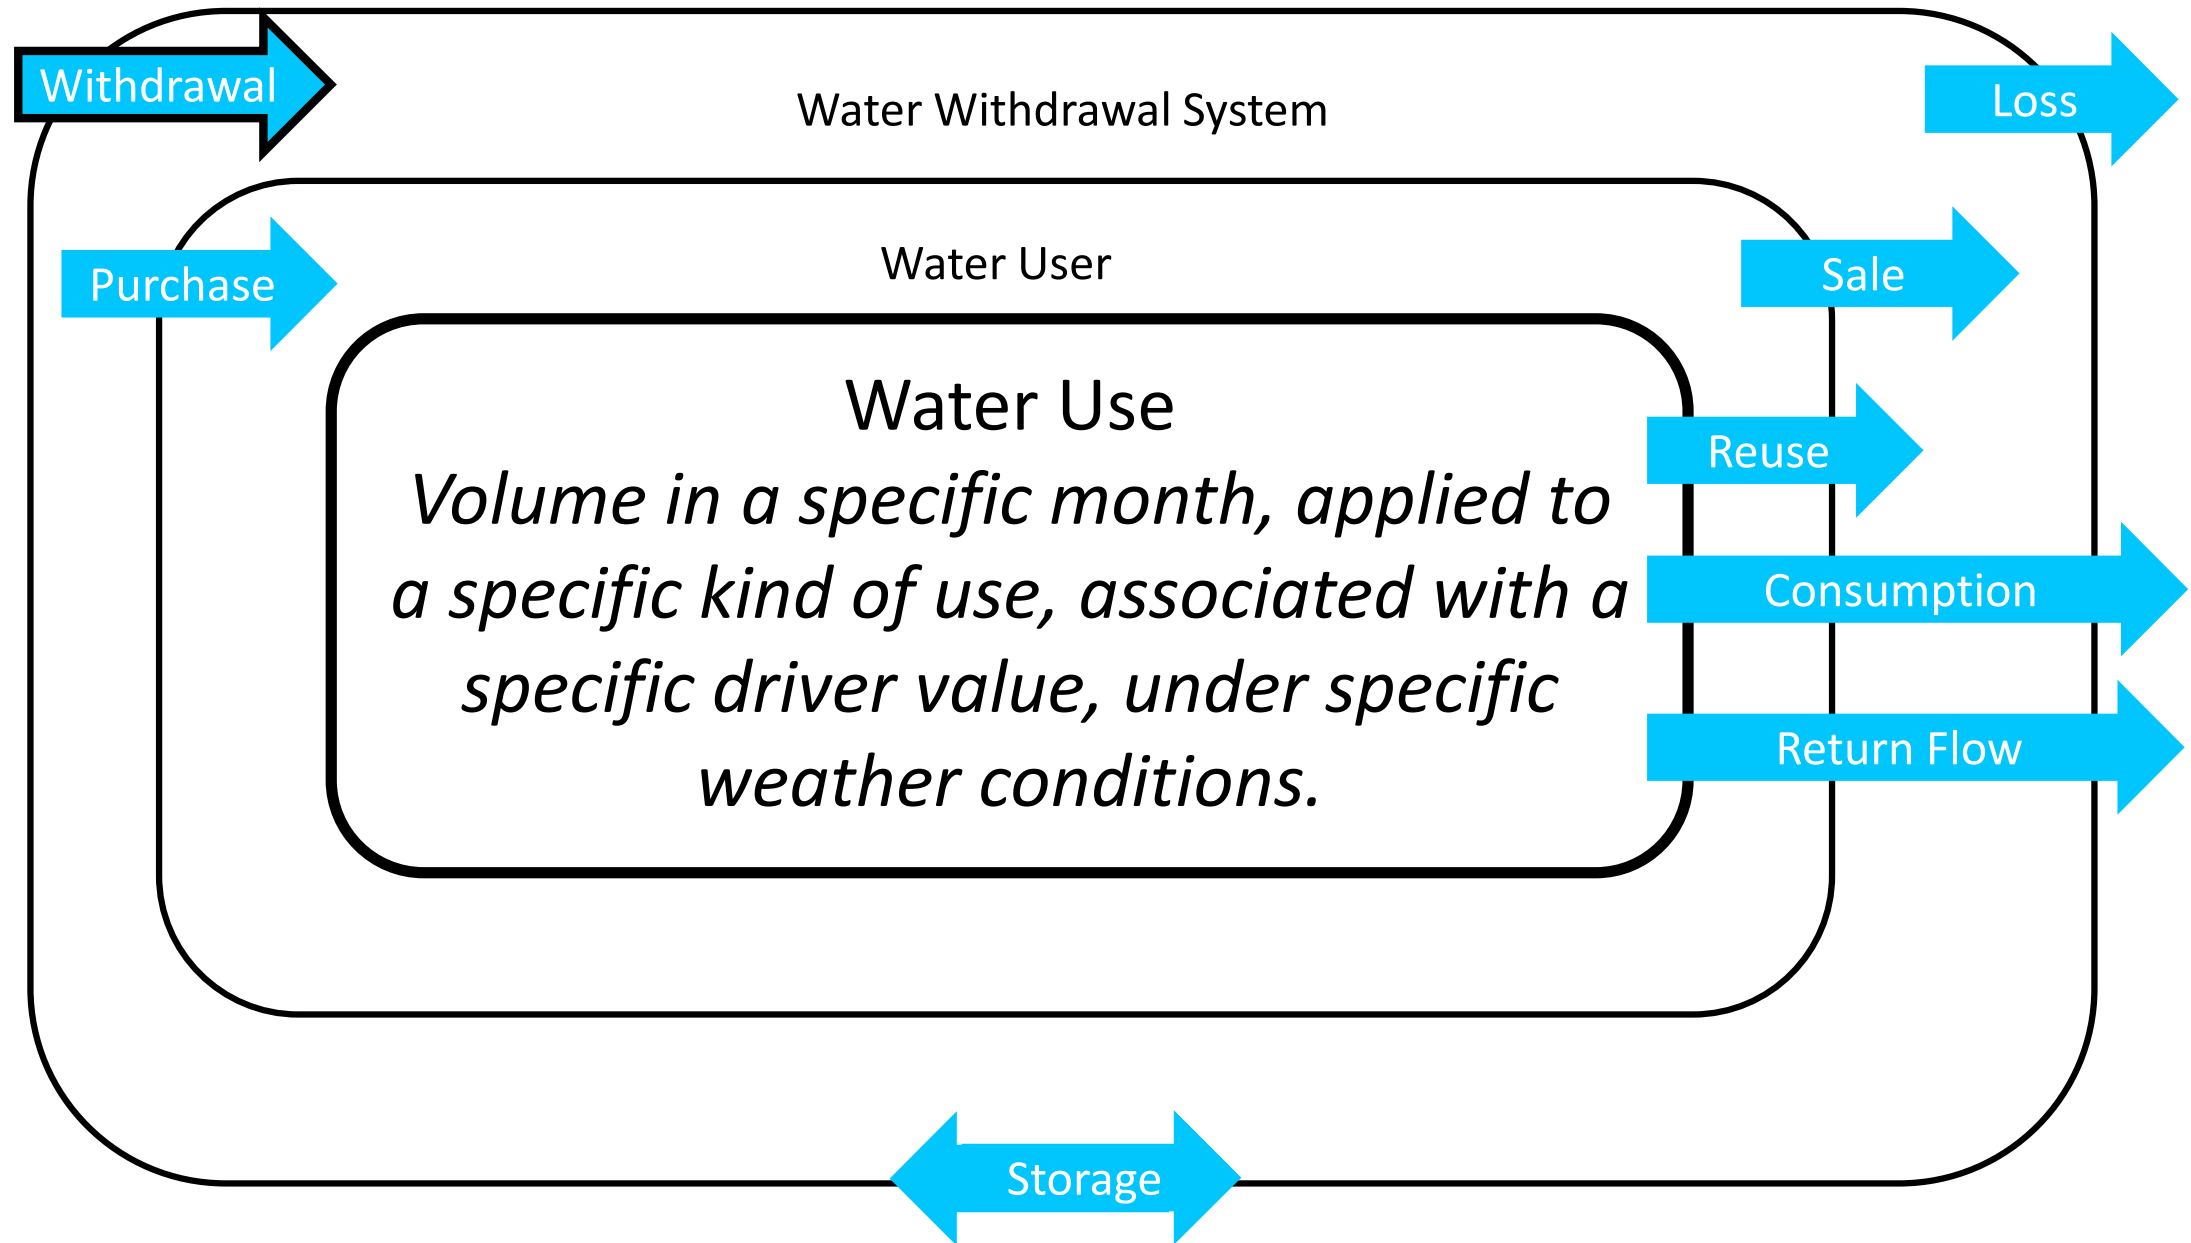 Withdrawal
Water Withdrawal System
Loss
Purchase
Water User
Sale
Water Use
Volume in a specific month, applied to
a specific kind of use, associated with a
specific driver value, under specific
weather conditions.
Reuse
Consumption
Return Flow
Storage